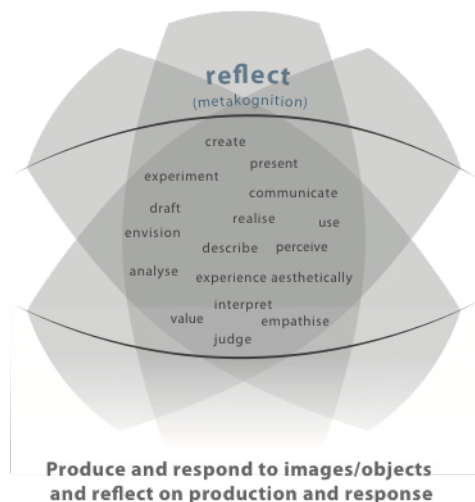 reflect
(metakognition)
create
present
experiment
communicate
draft
realise
use
envision
describe
perceive
analyse
experience aesthetically
interpret
value
empathise
judge
Produce and respond to images/objects
and reflect on production and response